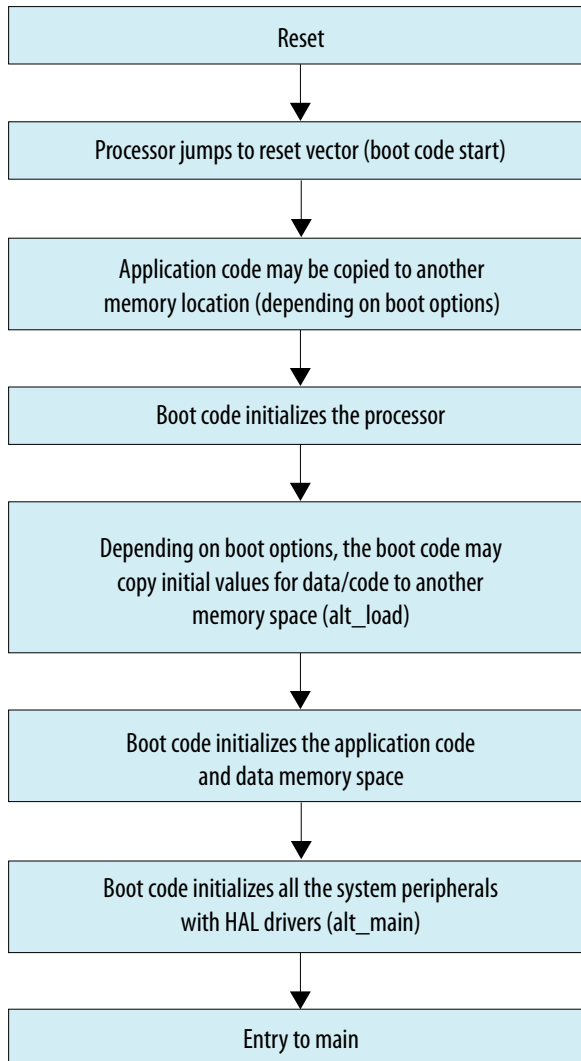 Reset
Processor jumps to reset vector (boot code start)
Application code may be copied to another
memory location (depending on boot options)
Boot code initializes the processor
Depending on boot options, the boot code may
copy initial values for data/code to another
memory space (alt_load)
Boot code initializes the application code
and data memory space
Boot code initializes all the system peripherals
with HAL drivers (alt_main)
Entry to main